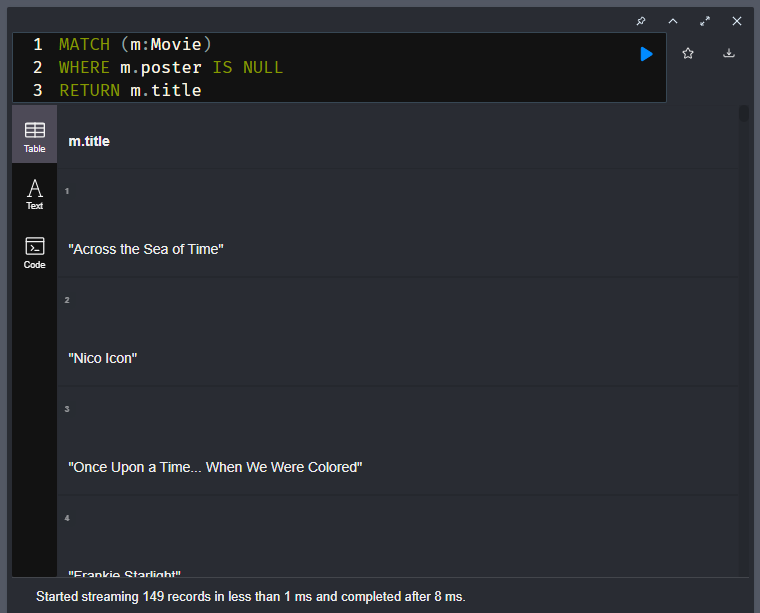 1 MATCH (m:Movie)
2 WHERE m.poster IS NULL
3 RETURN m.title
Table
Text
Code
m.title
1
"Across the Sea of Time"
2
"Nico Icon"
3
"Once Upon a Time... When We Were Colored"
4
"Frankie Starlight"
Started streaming 149 records in less than 1 ms and completed after 8 ms.